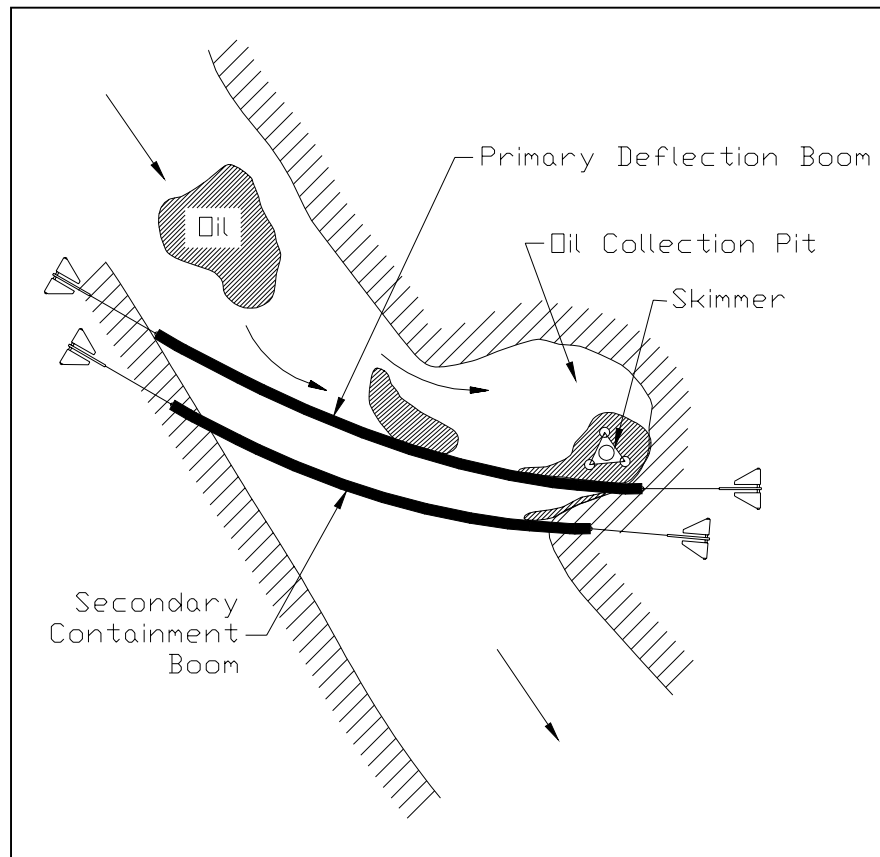 Primary Deflection Boom
Oil
Oil Collection Pit
Skimmer
Secondary
Containment
Boom